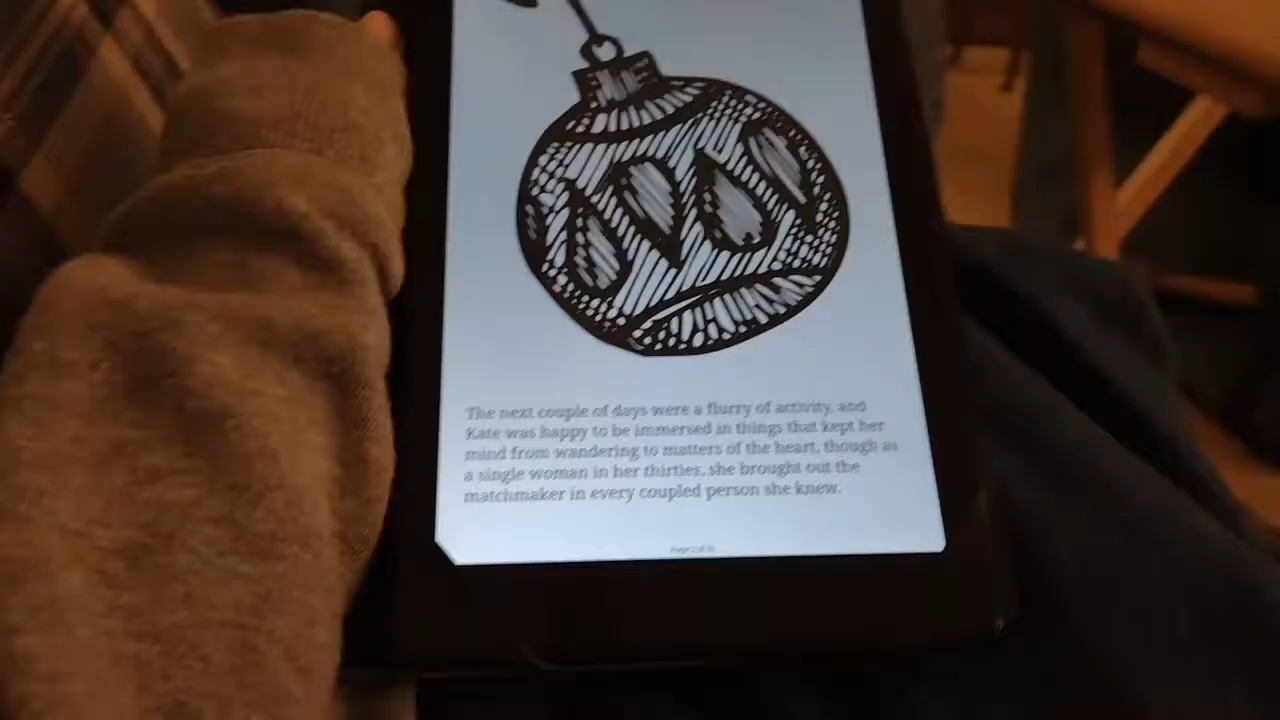 The next couple of days were a flurry of activity, and
Kate was happy to be immersed in things that kept her
mind from wandering to matters of the heart, though as
a single woman in her thirties, she brought out the
matchmaker in every coupled person she knew.